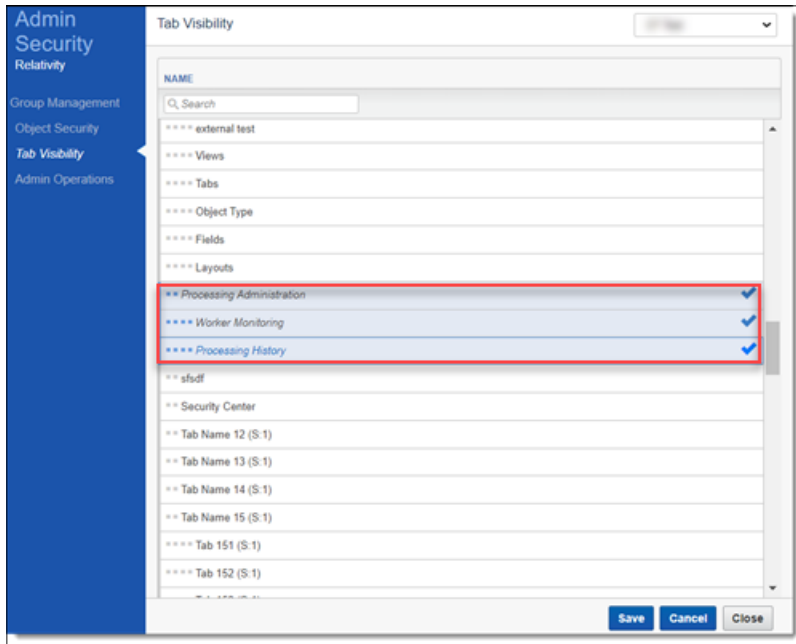 Admin
Security
Relativity
Group Management
Object Security
Tab Visibility
Admin Operations
Tab Visibility
NAME
Search
**** external test
**** Views
**** Tabs
**** Object Type
**** Fields
**** Layouts
** Processing Administration
**** Worker Monitoring
**** Processing History
** sfsdf
** Security Center
** Tab Name 12 (S:1)
** Tab Name 13 (S:1)
** Tab Name 14 (S:1)
** Tab Name 15 (S:1)
**** Tab 151 (S:1)
**** Tab 152 (S:1)
Save Cancel Close